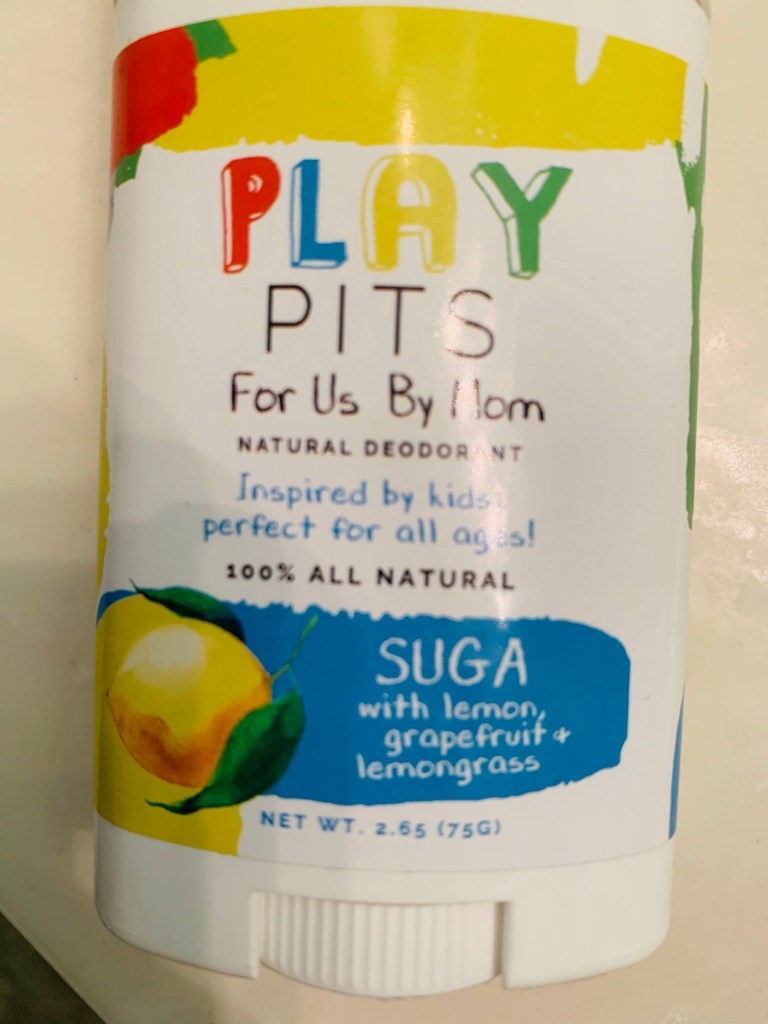 PLAY
PITS
For Us By Mom
NATURAL DEODORANT
Inspired by kids
perfect for all ages!
100% ALL NATURAL
SUGA
with lemon,
grapefruit +
lemongrass
NET WT. 2.65 (75G)